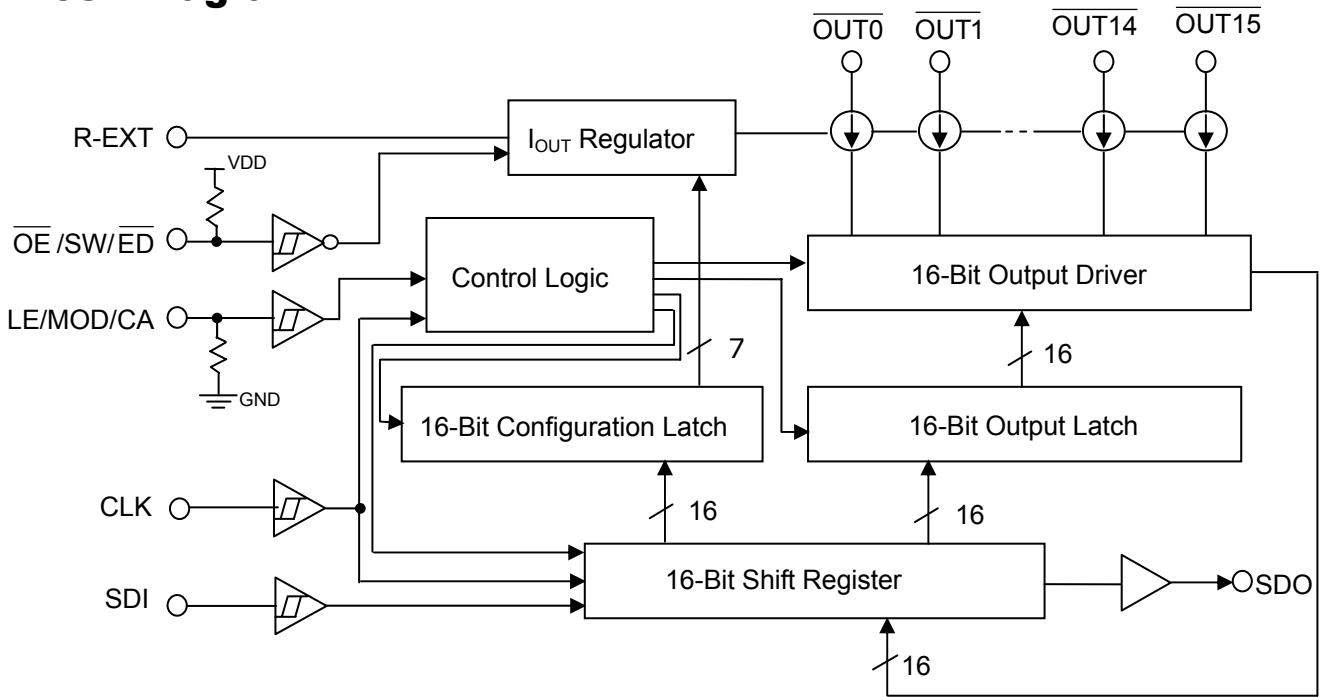 OUT0 OUT1 OUT14 OUT15
R-EXT
IOUT Regulator
VDD
OE /SW/ED
Control Logic
16-Bit Output Driver
LE/MOD/CA
7
16
GND
16-Bit Configuration Latch
16-Bit Output Latch
CLK
16
16
16-Bit Shift Register
SDI
SDO
16